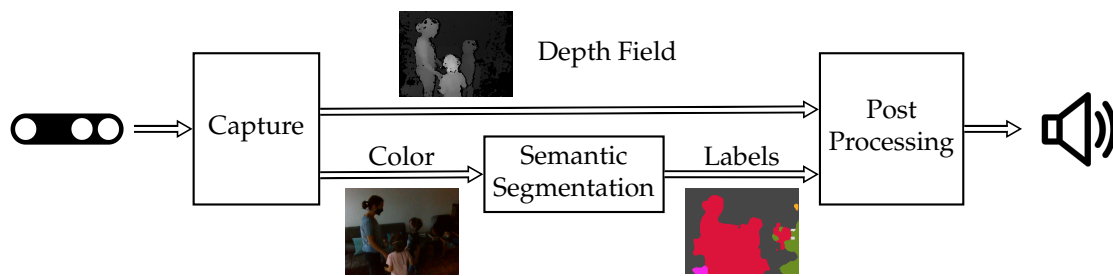 Depth Field
Capture
Color
Semantic
Segmentation
Labels
Post
Processing